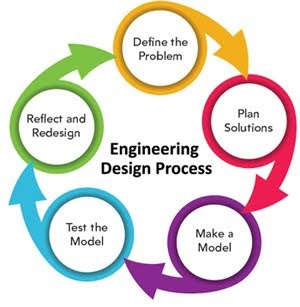 Define the
Problem
Plan
Solutions
Make a
Model
Test the
Model
Reflect and
Redesign
Engineering
Design Process